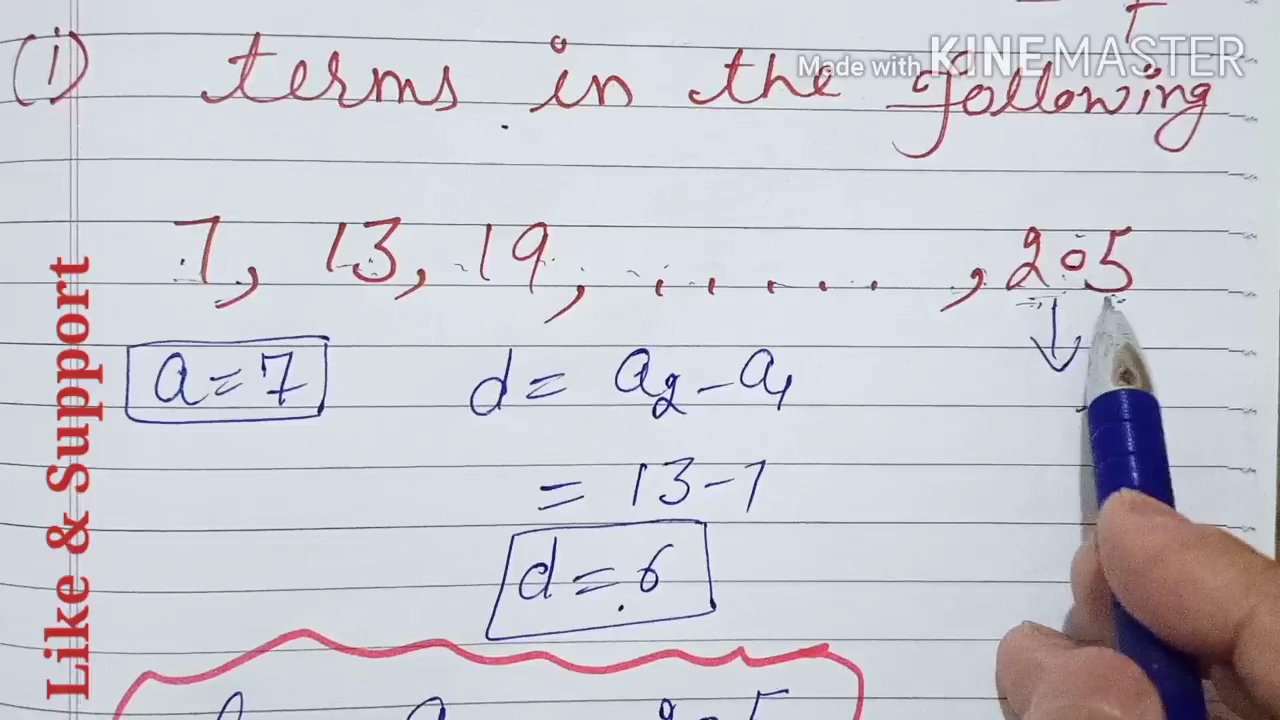 Made with KINEMASTER
(i) terms in the following
7, 13, 19, ....., 205
a = 7 d = a2 - a1
= 13 - 7
d = 6
Like & Support